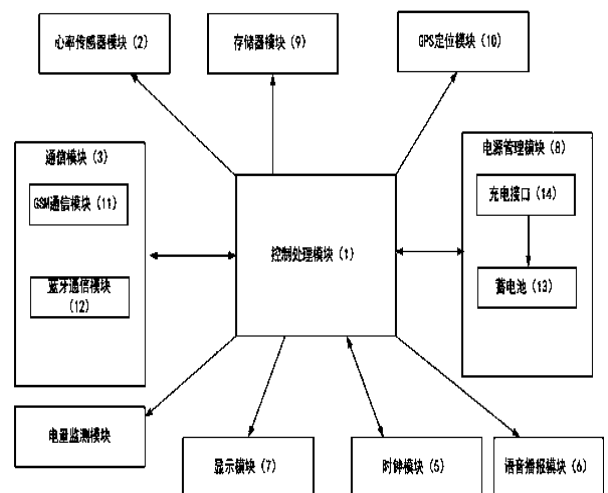 心率传感器模块(2)
存储器模块(9)
GPS定位模块(10)
通信模块(3)
GSM通信模块(11)
蓝牙通信模块
(12)
控制处理模块(1)
电源管理模块(8)
充电接口(14)
蓄电池(13)
电量监测模块
显示模块(7)
时钟模块(5)
语音播报模块(6)